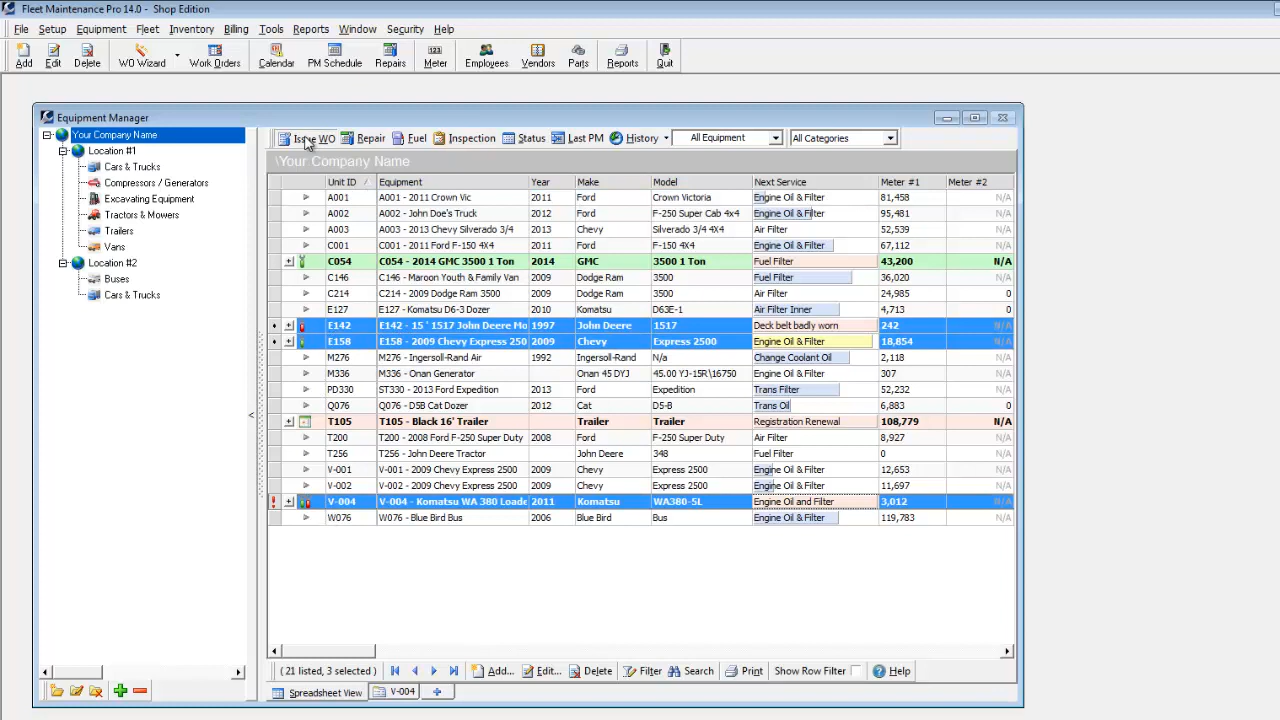 Fleet Maintenance Pro 14.0 - Shop Edition
File Setup Equipment Fleet Inventory Billing Tools Reports Window Security Help
Add Edit Delete WO Wizard Work Orders Calendar PM Schedule Repairs Meter Employees Vendors Parts Reports Quit
Equipment Manager
Your Company Name
Location #1
Cars & Trucks
Compressors / Generators
Excavating Equipment
Tractors & Mowers
Trailers
Vans
Location #2
Buses
Cars & Trucks
Issue WO Repair Fuel Inspection Status Last PM History All Equipment All Categories
\Your Company Name
Unit ID Equipment Year Make Model Next Service Meter #1 Meter #2
A001 A001 - 2011 Crown Vic 2011 Ford Crown Victoria Engine Oil & Filter 81,458 N/A
A002 A002 - John Doe's Truck 2012 Ford F-250 Super Cab 4x4 Engine Oil & Filter 95,481 N/A
A003 A003 - 2013 Chevy Silverado 3/4 2013 Chevy Silverado 3/4 4X4 Air Filter 52,539 N/A
C001 C001 - 2011 Ford F-150 4X4 2011 Ford F-150 4X4 Engine Oil & Filter 67,112 N/A
C054 C054 - 2014 GMC 3500 1 Ton 2014 GMC 3500 1 Ton Fuel Filter 43,200 N/A
C146 C146 - Maroon Youth & Family Van 2009 Dodge Ram 3500 Fuel Filter 36,020 N/A
C214 C214 - 2009 Dodge Ram 3500 2009 Dodge Ram 3500 Air Filter 24,985 0
E127 E127 - Komatsu D6-3 Dozer 2010 Komatsu D63E-1 Air Filter Inner 4,713 0
E142 E142 - 15 ' 1517 John Deere Mo 1997 John Deere 1517 Deck belt badly worn 242 N/A
E158 E158 - 2009 Chevy Express 250 2009 Chevy Express 2500 Engine Oil & Filter 18,854 N/A
M276 M276 - Ingersoll-Rand Air 1992 Ingersoll-Rand N/a Change Coolant Oil 2,118 N/A
M336 M336 - Onan Generator Onan 45 DYJ 45.00 YJ-15R\16750 Engine Oil & Filter 307 N/A
PD330 ST330 - 2013 Ford Expedition 2013 Ford Expedition Trans Filter 52,232 N/A
Q076 Q076 - D5B Cat Dozer 2012 Cat D5-B Trans Oil 6,883 0
T105 T105 - Black 16' Trailer Trailer Trailer Registration Renewal 108,779 N/A
T200 T200 - 2008 Ford F-250 Super Duty 2008 Ford F-250 Super Duty Air Filter 8,927 N/A
T256 T256 - John Deere Tractor John Deere 348 Fuel Filter 0 N/A
V-001 V-001 - 2009 Chevy Express 2500 2009 Chevy Express 2500 Engine Oil & Filter 12,653 N/A
V-002 V-002 - 2009 Chevy Express 2500 2009 Chevy Express 2500 Engine Oil & Filter 11,697 N/A
V-004 V-004 - Komatsu WA 380 Loade 2011 Komatsu WA380-5L Engine Oil and Filter 3,012 N/A
W076 W076 - Blue Bird Bus 2006 Blue Bird Bus Engine Oil & Filter 119,783 N/A
( 21 listed, 3 selected ) Add... Edit... Delete Filter Search Print Show Row Filter Help
Spreadsheet View V-004